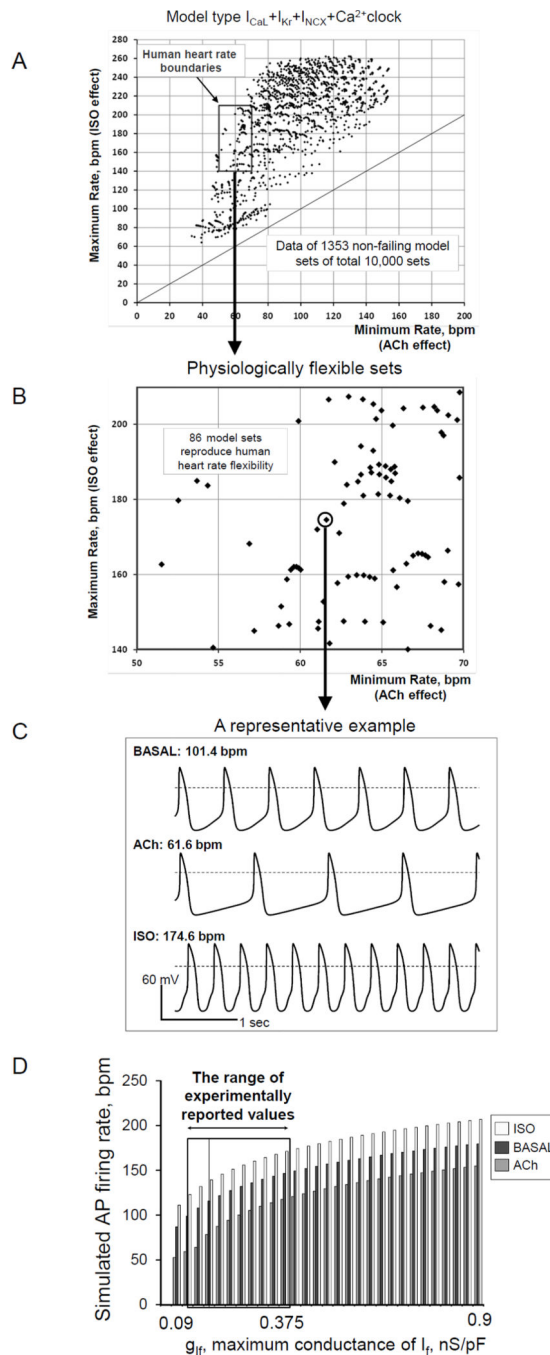 Model type I_CaL+I_Kr+I_NCX+Ca²⁺clock
A
Human heart rate
boundaries
Maximum Rate, bpm (ISO effect)
260
240
220
200
180
160
140
120
100
80
60
40
20
0
Data of 1353 non-failing model
sets of total 10,000 sets
0 20 40 60 80 100 120 140 160 180 200
Minimum Rate, bpm
(ACh effect)
Physiologically flexible sets
B
86 model sets
reproduce human
heart rate flexibility
Maximum Rate, bpm (ISO effect)
200
180
160
140
50 55 60 65 70
Minimum Rate, bpm
(ACh effect)
A representative example
C
BASAL: 101.4 bpm
ACh: 61.6 bpm
ISO: 174.6 bpm
60 mV
1 sec
D
Simulated AP firing rate, bpm
250
200
150
100
50
0
The range of
experimentally
reported values
ISO
BASAL
ACh
0.09 0.375 0.9
g_If, maximum conductance of I_f, nS/pF